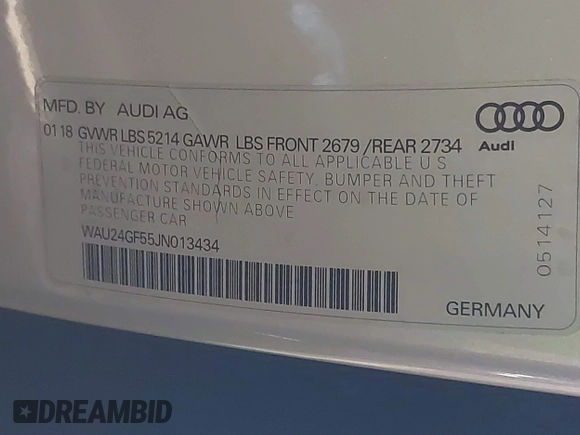 MFD. BY AUDI AG
0118 GVWR LBS 5214 GAWR LBS FRONT 2679 /REAR 2734
THIS VEHICLE CONFORMS TO ALL APPLICABLE U S
FEDERAL MOTOR VEHICLE SAFETY, BUMPER AND THEFT
PREVENTION STANDARDS IN EFFECT ON THE DATE OF
MANUFACTURE SHOWN ABOVE
PASSENGER CAR
WAU24GF55JN013434
Audi
0514127
GERMANY
DREAMBID